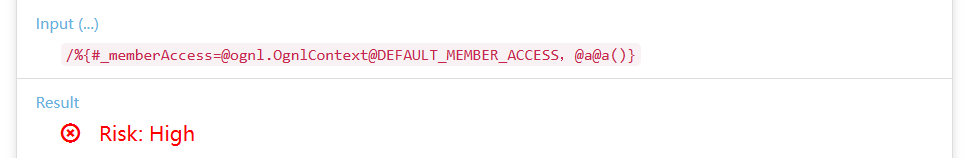 Input (...)
/%{#_memberAccess=@ognl.OgnlContext@DEFAULT_MEMBER_ACCESS, @a@a()}
Result
Risk: High